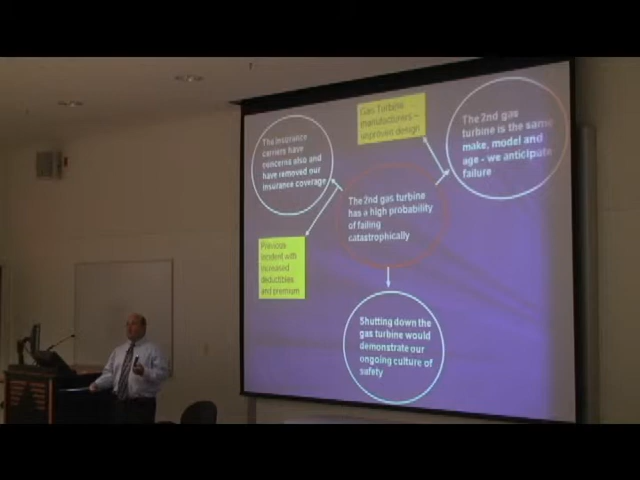 The insurance
carriers have
concerns also and
have removed our
insurance coverage
Gas Turbine
manufacturers –
unproven design
The 2nd gas
turbine is the same
make, model and
age - we anticipate
failure
The 2nd gas turbine
has a high probability
of failing
catastrophically
Previous
incident with
increased
deductibles
and premium
Shutting down the
gas turbine would
demonstrate our
ongoing culture of
safety